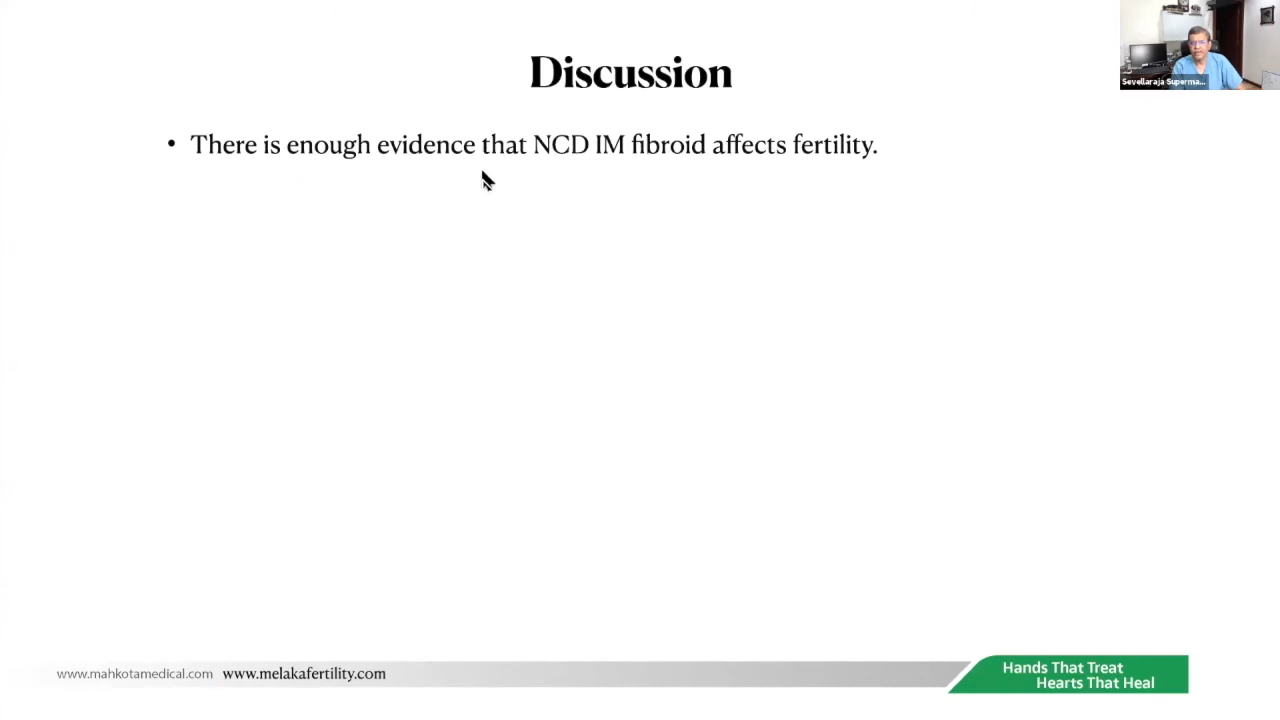 Discussion
Sevellaraja Superma...
• There is enough evidence that NCD IM fibroid affects fertility.
www.mahkotamedical.com www.melakafertility.com
Hands That Treat
Hearts That Heal